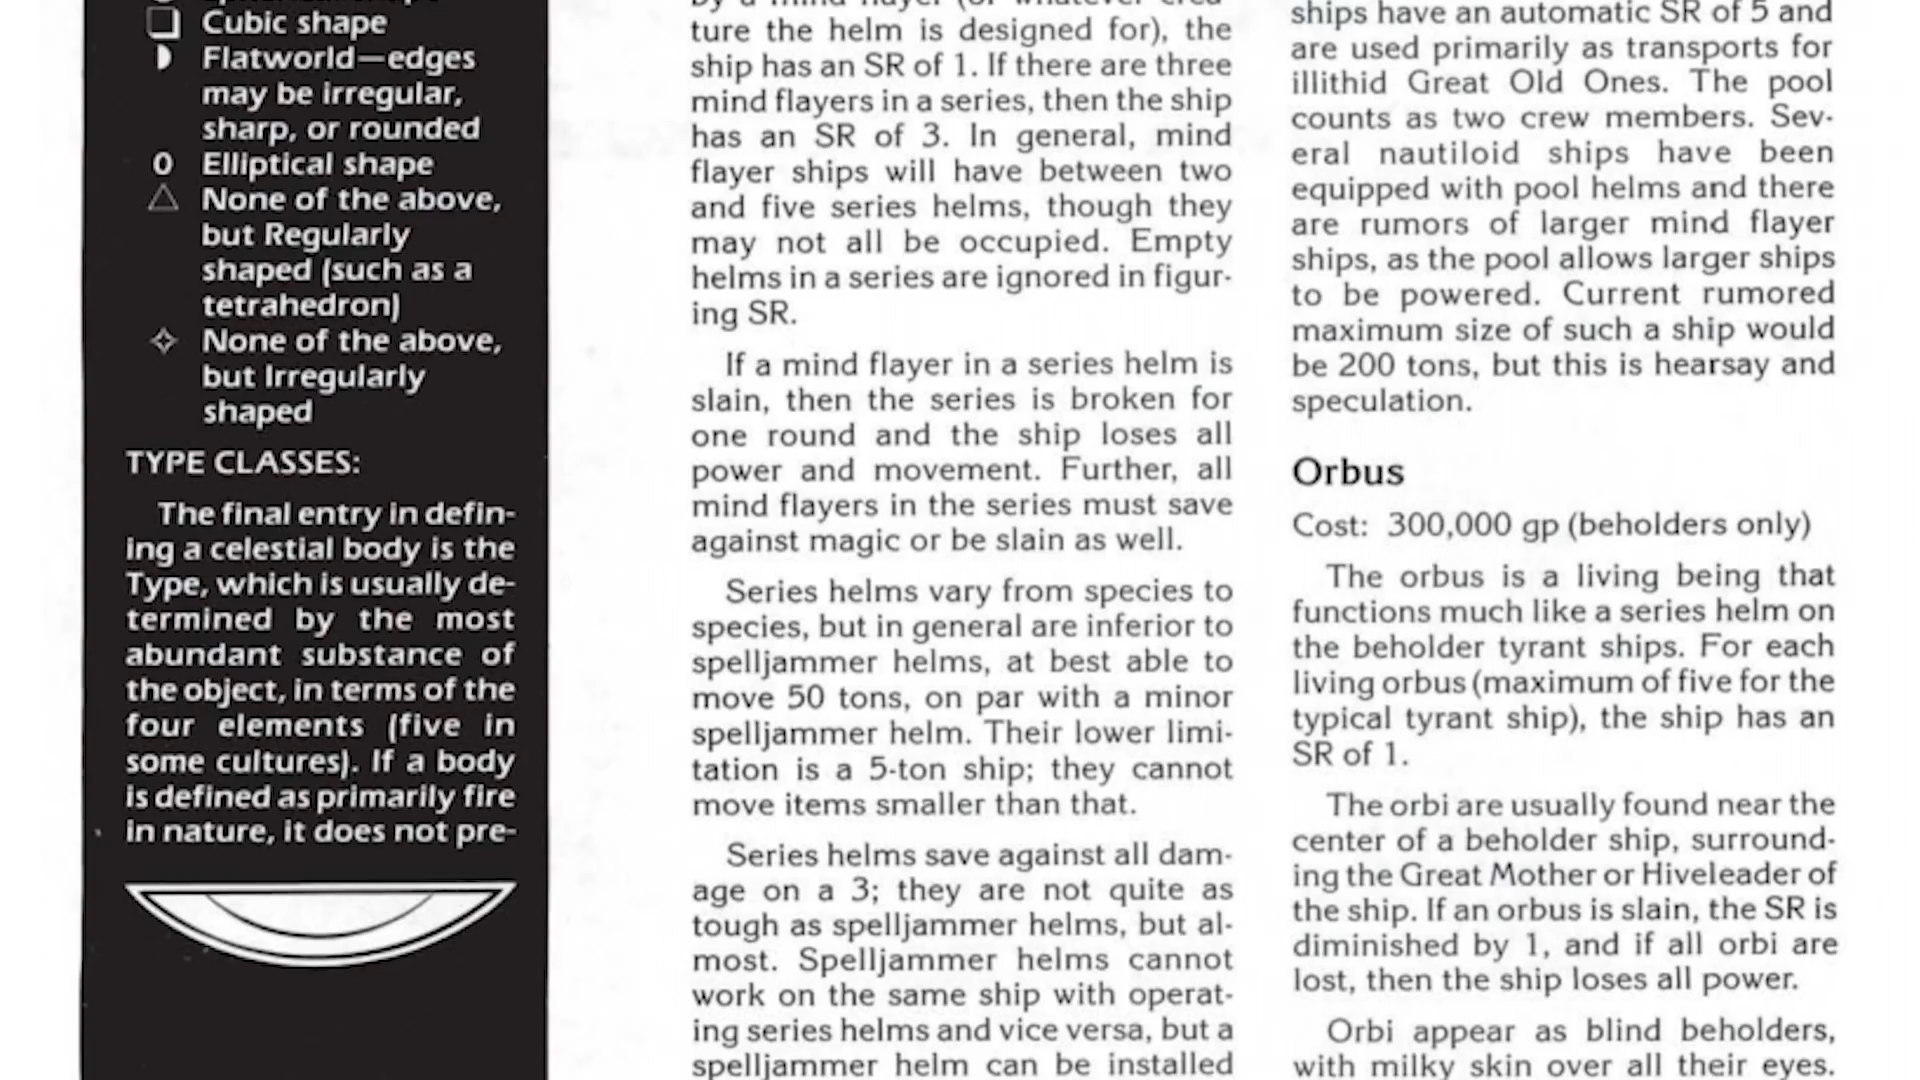 Cubic shape
Flatworld—edges
may be irregular,
sharp, or rounded
Elliptical shape
None of the above,
but Regularly
shaped (such as a
tetrahedron)
None of the above,
but Irregularly
shaped
TYPE CLASSES:
The final entry in defin-
ing a celestial body is the
Type, which is usually de-
termined by the most
abundant substance of
the object, in terms of the
four elements (five in
some cultures). If a body
is defined as primarily fire
in nature, it does not pre-
ture the helm is designed for), the
ship has an SR of 1. If there are three
mind flayers in a series, then the ship
has an SR of 3. In general, mind
flayer ships will have between two
and five series helms, though they
may not all be occupied. Empty
helms in a series are ignored in figur-
ing SR.
If a mind flayer in a series helm is
slain, then the series is broken for
one round and the ship loses all
power and movement. Further, all
mind flayers in the series must save
against magic or be slain as well.
Series helms vary from species to
species, but in general are inferior to
spelljammer helms, at best able to
move 50 tons, on par with a minor
spelljammer helm. Their lower limi-
tation is a 5-ton ship; they cannot
move items smaller than that.
Series helms save against all dam-
age on a 3; they are not quite as
tough as spelljammer helms, but al-
most. Spelljammer helms cannot
work on the same ship with operat-
ing series helms and vice versa, but a
spelljammer helm can be installed
ships have an automatic SR of 5 and
are used primarily as transports for
illithid Great Old Ones. The pool
counts as two crew members. Sev-
eral nautiloid ships have been
equipped with pool helms and there
are rumors of larger mind flayer
ships, as the pool allows larger ships
to be powered. Current rumored
maximum size of such a ship would
be 200 tons, but this is hearsay and
speculation.
Orbus
Cost: 300,000 gp (beholders only)
The orbus is a living being that
functions much like a series helm on
the beholder tyrant ships. For each
living orbus (maximum of five for the
typical tyrant ship), the ship has an
SR of 1.
The orbi are usually found near the
center of a beholder ship, surround-
ing the Great Mother or Hiveleader of
the ship. If an orbus is slain, the SR is
diminished by 1, and if all orbi are
lost, then the ship loses all power.
Orbi appear as blind beholders,
with milky skin over all their eyes.